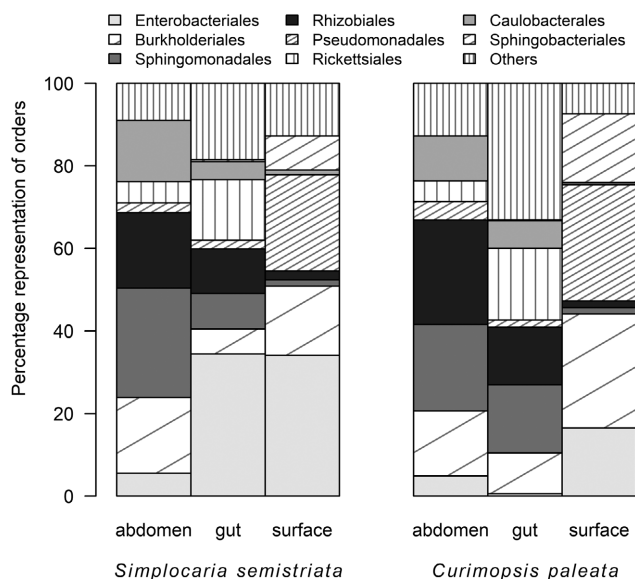 Enterobacteriales Rhizobiales Caulobacterales
Burkholderiales Pseudomonadales Sphingobacteriales
Sphingomonadales Rickettsiales Others
Percentage representation of orders
100
80
60
40
20
0
abdomen gut surface abdomen gut surface
Simplocaria semistriata Curimopsis paleata